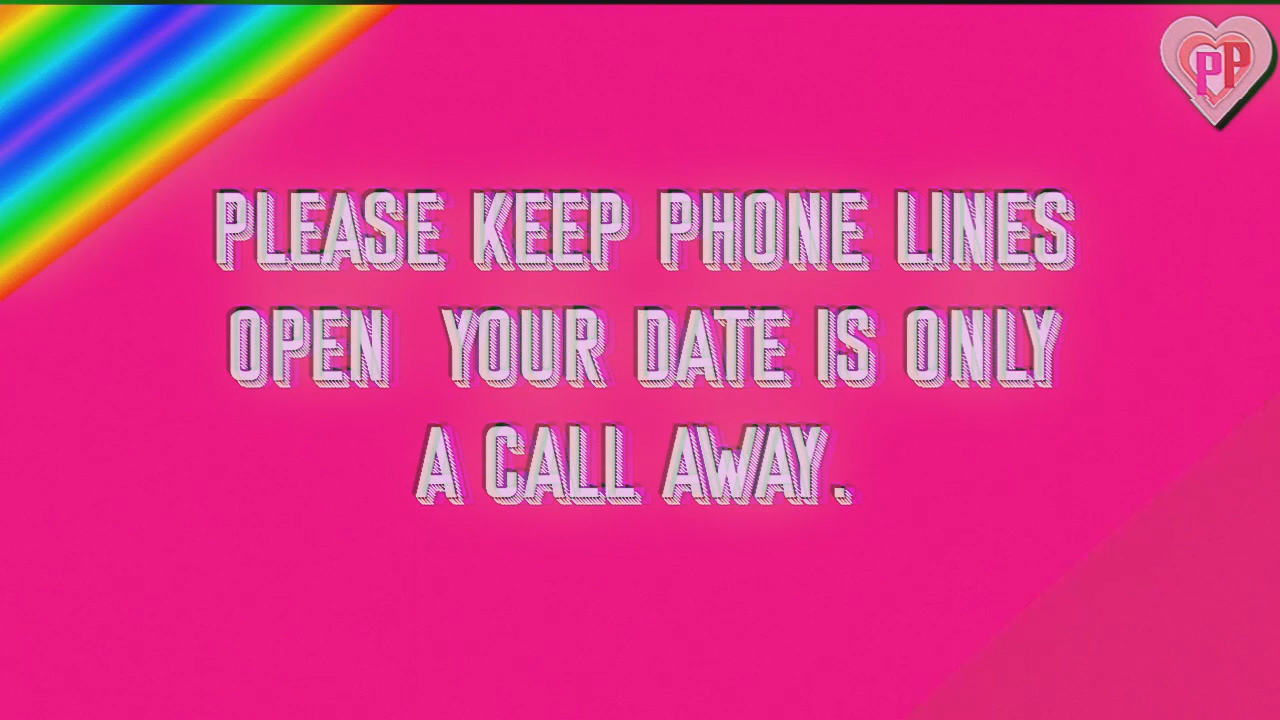 PP
PLEASE KEEP PHONE LINES
OPEN YOUR DATE IS ONLY
A CALL AWAY.